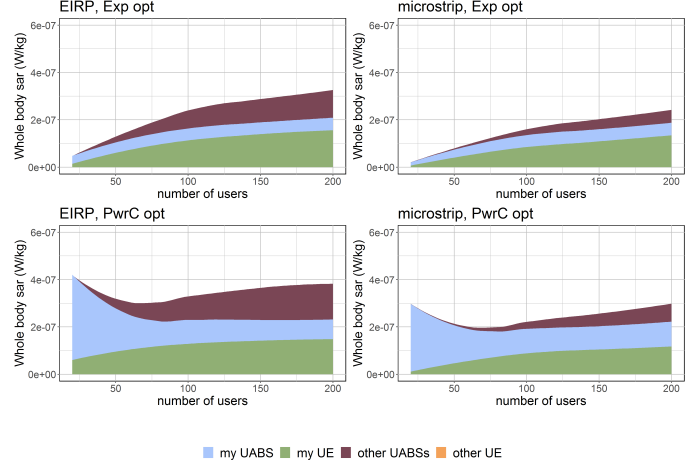 EIRP, Exp opt
microstrip, Exp opt
Whole body sar (W/kg)
6e-07
4e-07
2e-07
0e+00
50
100
150
200
number of users
Whole body sar (W/kg)
6e-07
4e-07
2e-07
0e+00
50
100
150
200
number of users
EIRP, PwrC opt
microstrip, PwrC opt
Whole body sar (W/kg)
6e-07
4e-07
2e-07
0e+00
50
100
150
200
number of users
Whole body sar (W/kg)
6e-07
4e-07
2e-07
0e+00
50
100
150
200
number of users
my UABS my UE other UABSs other UE